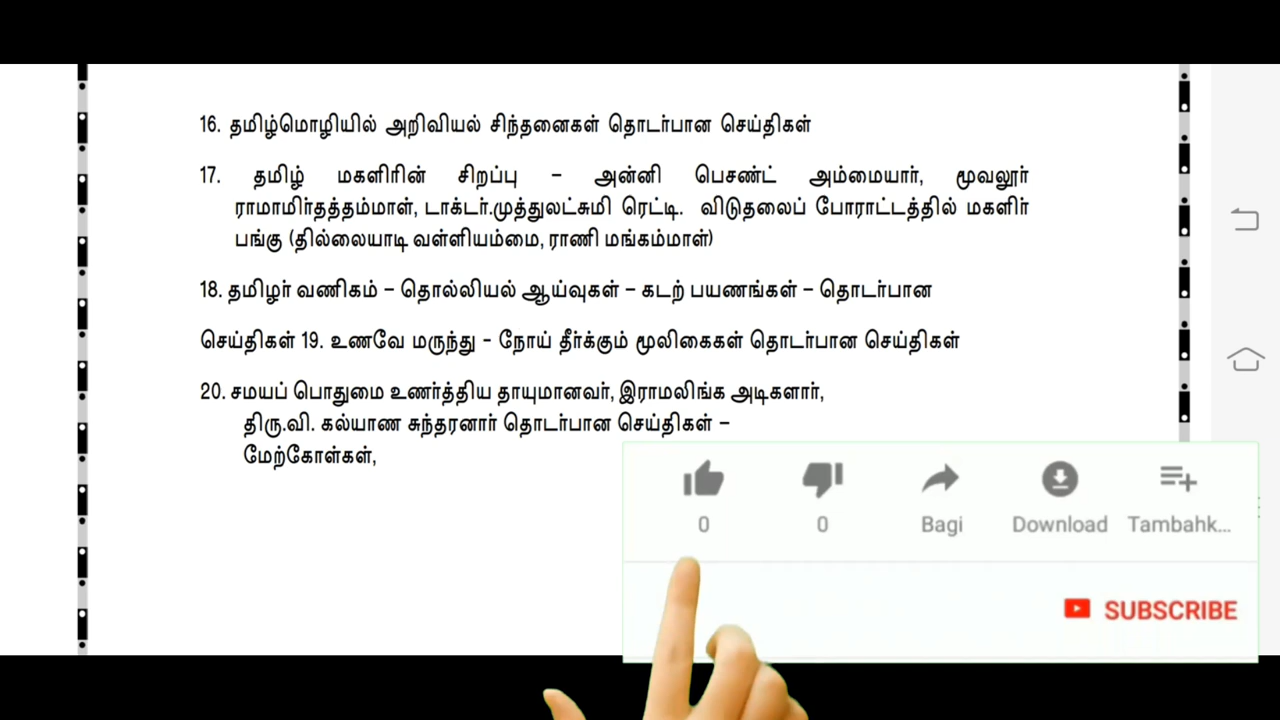 16. தமிழ்மொழியில் அறிவியல் சிந்தனைகள் தொடர்பான செய்திகள்
17. தமிழ் மகளிரின் சிறப்பு – அன்னி பெசண்ட் அம்மையார், மூவலூர்
ராமாமிர்தத்தம்மாள், டாக்டர்.முத்துலட்சுமி ரெட்டி. விடுதலைப் போராட்டத்தில் மகளிர்
பங்கு (தில்லையாடி வள்ளியம்மை, ராணி மங்கம்மாள்)
18. தமிழர் வணிகம் – தொல்லியல் ஆய்வுகள் – கடற் பயணங்கள் – தொடர்பான
செய்திகள் 19. உணவே மருந்து - நோய் தீர்க்கும் மூலிகைகள் தொடர்பான செய்திகள்
20. சமயப் பொதுமை உணர்த்திய தாயுமானவர், இராமலிங்க அடிகளார்,
திரு.வி. கல்யாண சுந்தரனார் தொடர்பான செய்திகள் –
மேற்கோள்கள்,
0 0 Bagi Download Tambahk...
SUBSCRIBE